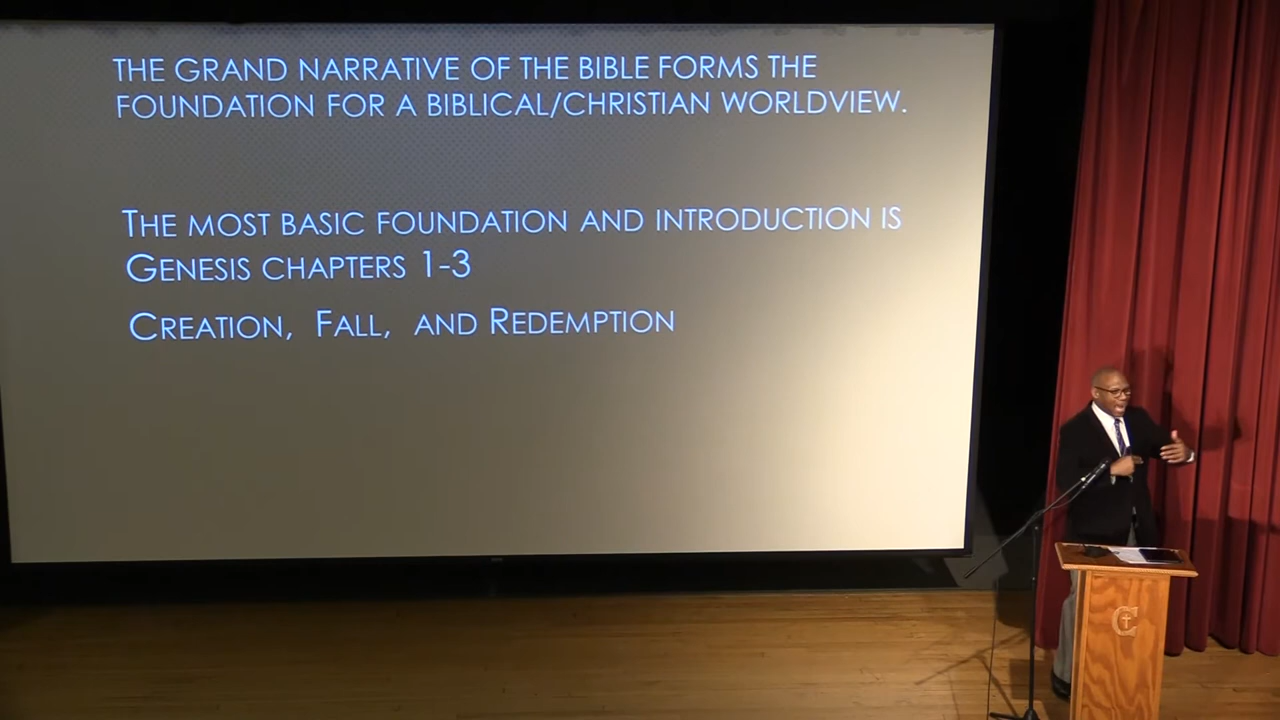 THE GRAND NARRATIVE OF THE BIBLE FORMS THE
FOUNDATION FOR A BIBLICAL/CHRISTIAN WORLDVIEW.
THE MOST BASIC FOUNDATION AND INTRODUCTION IS
GENESIS CHAPTERS 1-3
CREATION, FALL, AND REDEMPTION
C